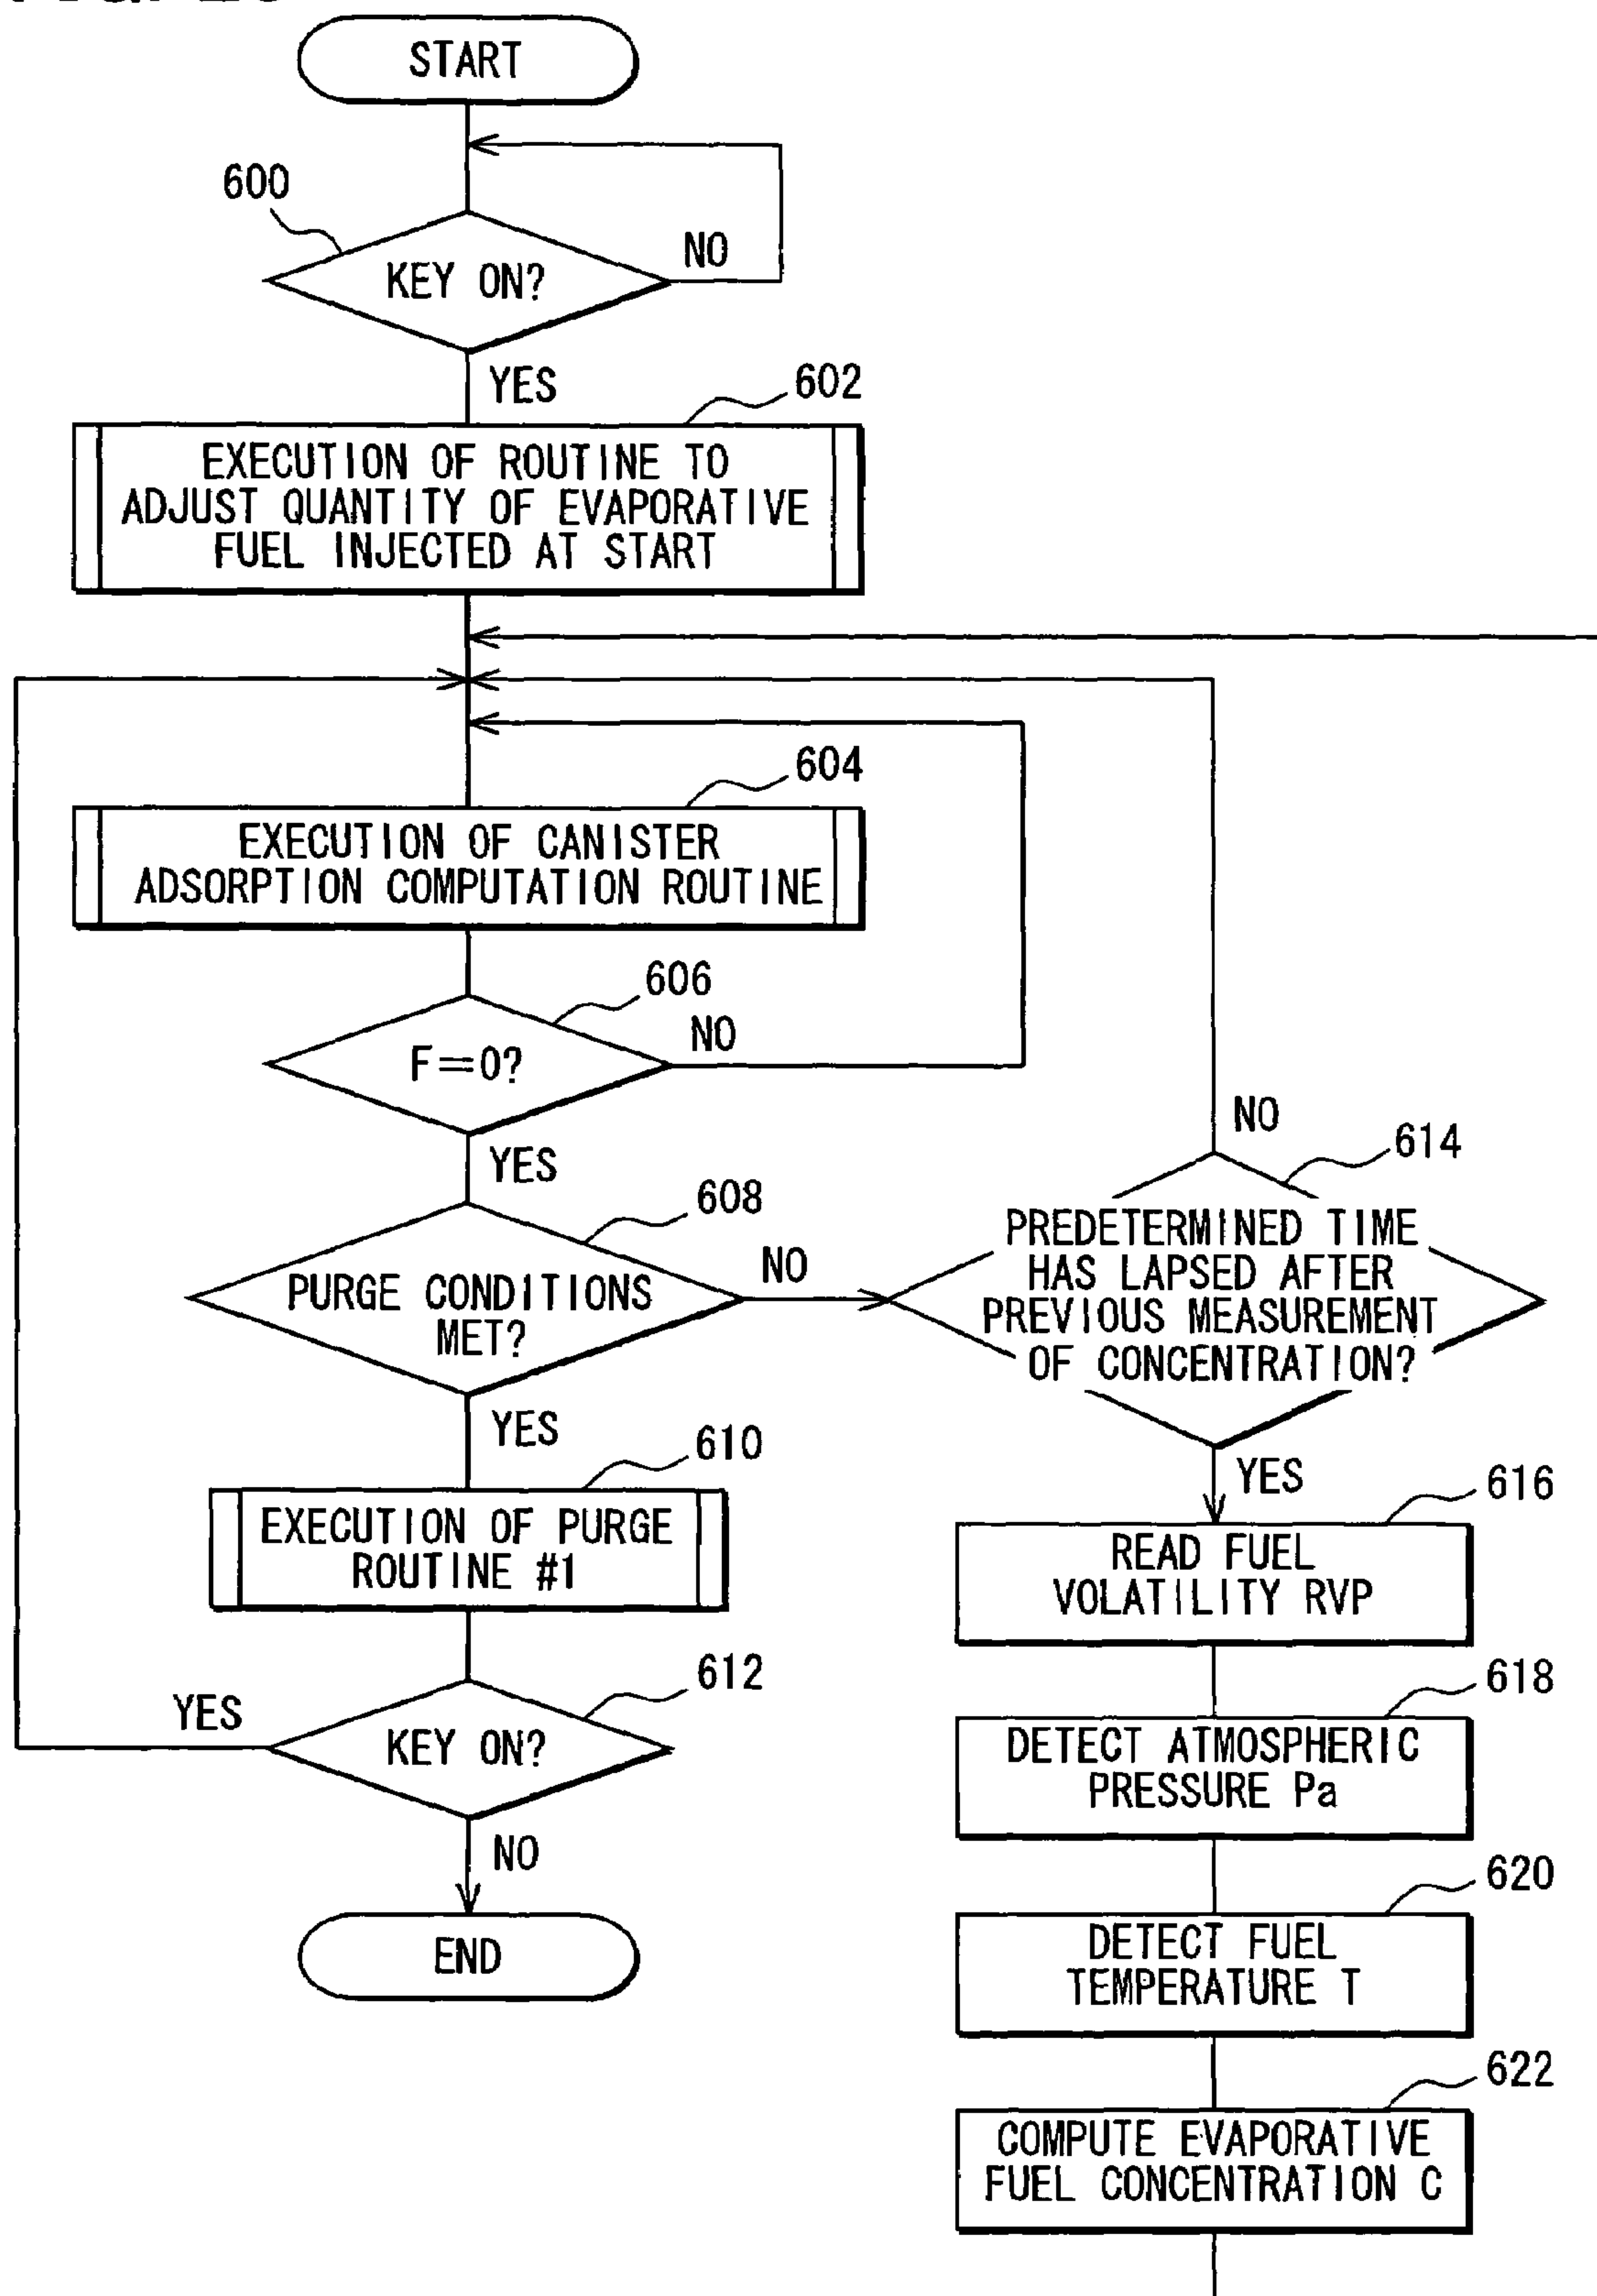 START
600
KEY ON?
NO
YES
602
EXECUTION OF ROUTINE TO
ADJUST QUANTITY OF EVAPORATIVE
FUEL INJECTED AT START
604
EXECUTION OF CANISTER
ADSORPTION COMPUTATION ROUTINE
606
F=0?
NO
YES
608
PURGE CONDITIONS
MET?
NO
YES
610
EXECUTION OF PURGE
ROUTINE #1
612
KEY ON?
YES
NO
END
NO
614
PREDETERMINED TIME
HAS LAPSED AFTER
PREVIOUS MEASUREMENT
OF CONCENTRATION?
YES
616
READ FUEL
VOLATILITY RVP
618
DETECT ATMOSPHERIC
PRESSURE Pa
620
DETECT FUEL
TEMPERATURE T
622
COMPUTE EVAPORATIVE
FUEL CONCENTRATION C